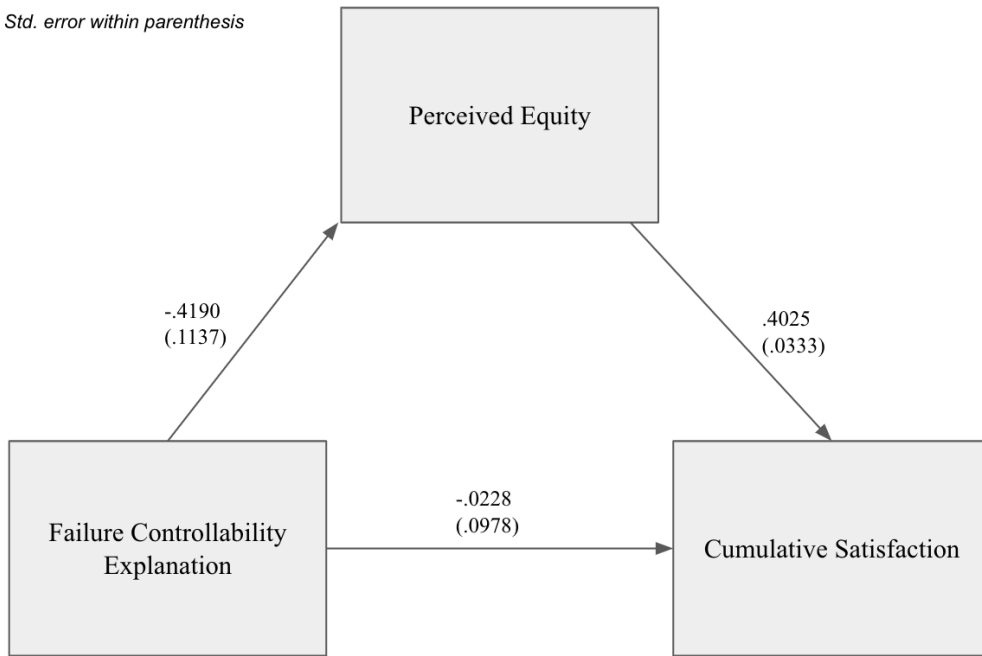 Std. error within parenthesis
Perceived Equity
-.4190
(.1137)
.4025
(.0333)
-.0228
(.0978)
Failure Controllability
Explanation
Cumulative Satisfaction